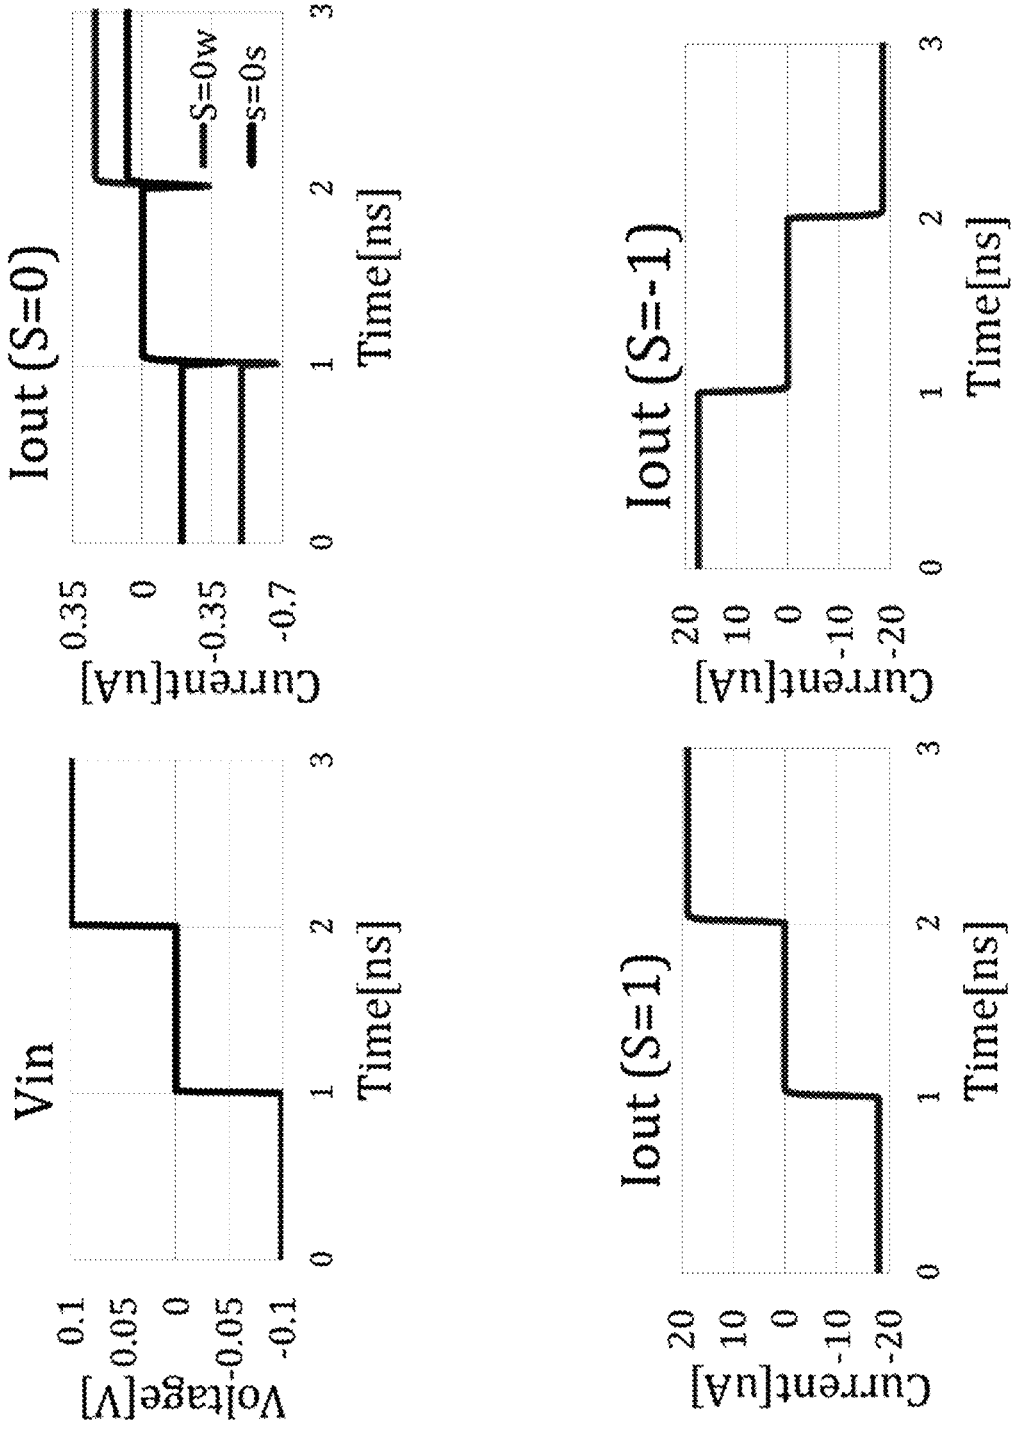 Vin
Voltage[V]
0.1
0.05
0
-0.05
-0.1
0 1 2 3
Time[ns]
Iout (S=0)
Current[uA]
0.35
0
-0.35
-0.7
S=0w
s=0s
0 1 2 3
Time[ns]
Iout (S=1)
Current[uA]
20
10
0
-10
-20
0 1 2 3
Time[ns]
Iout (S=-1)
Current[uA]
20
10
0
-10
-20
0 1 2 3
Time[ns]